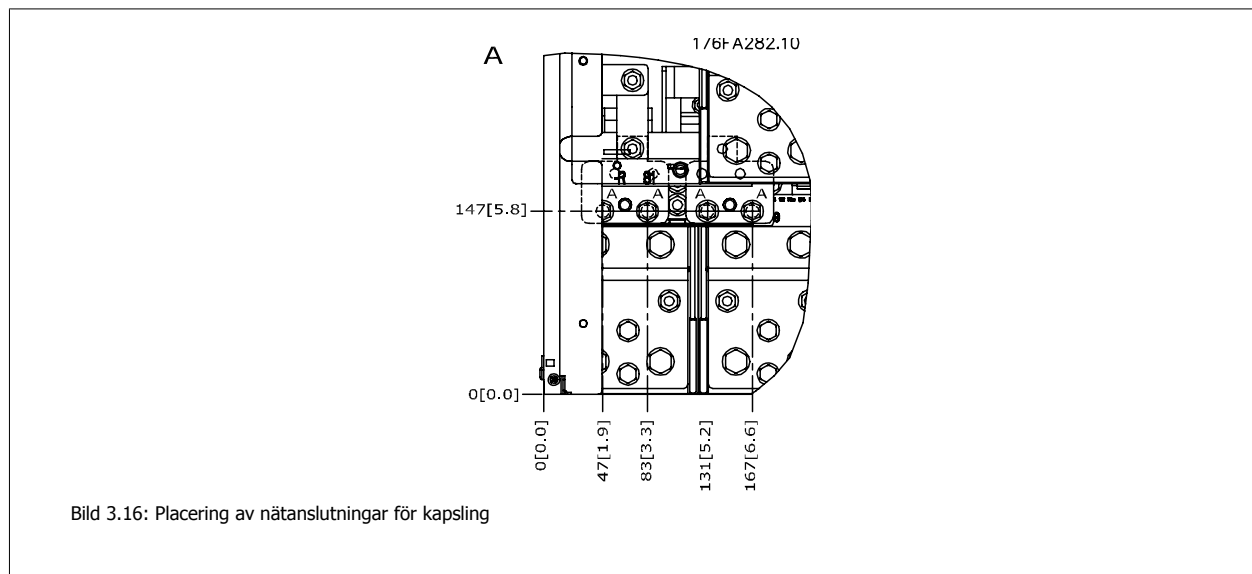 A
176FA282.10
A A A A
147[5.8]
0[0.0]
0[0.0]
47[1.9]
83[3.3]
131[5.2]
167[6.6]
Bild 3.16: Placering av nätanslutningar för kapsling